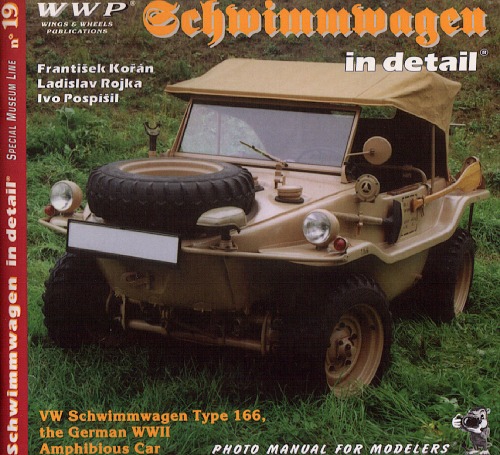 WWP®
WINGS & WHEELS
PUBLICATIONS
Schwimmwagen
in detail®
František Kořán
Ladislav Rojka
Ivo Pospíšil
SPECIAL MUSEUM LINE n° 19
schwimmwagen in detail®
VW Schwimmwagen Type 166,
the German WWII
Amphibious Car
PHOTO MANUAL FOR MODELERS